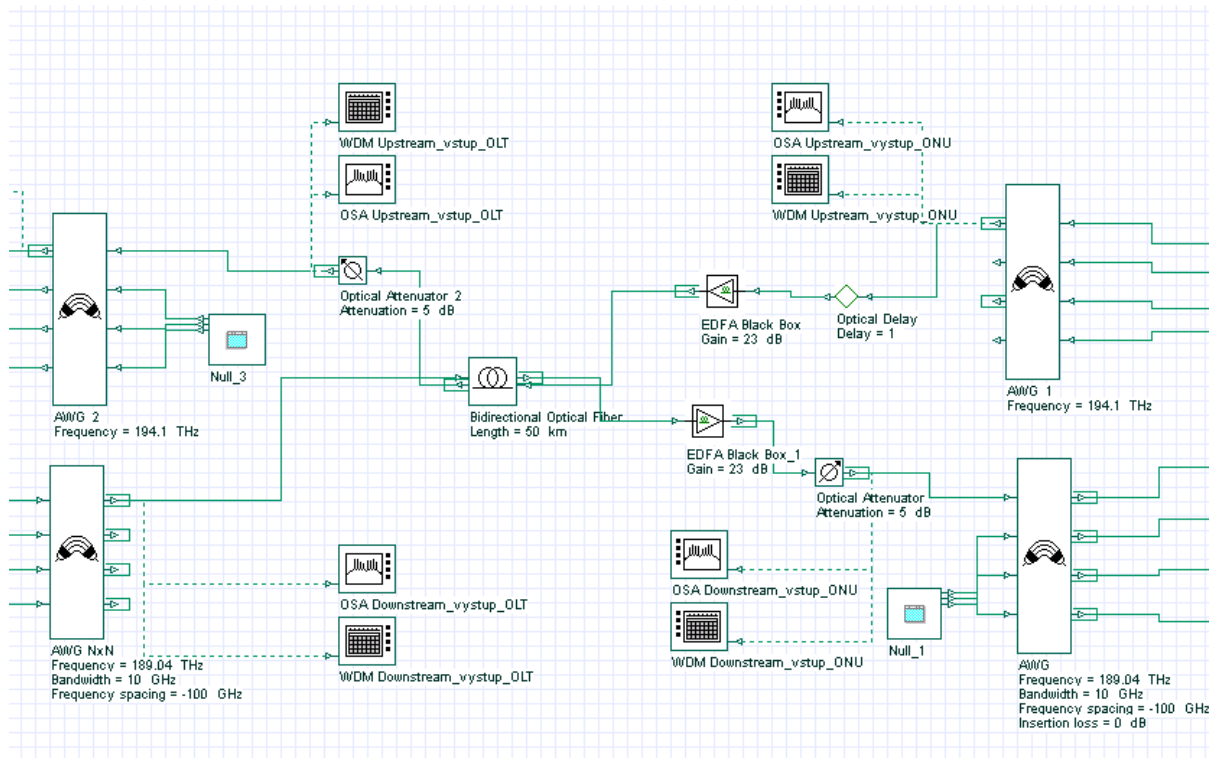 WDM Upstream_vstup_OLT
OSA Upstream_vstup_OLT
OSA Upstream_vystup_ONU
WDM Upstream_vystup_ONU
Optical Attenuator 2
Attenuation = 5 dB
EDFA Black Box
Gain = 23 dB
Optical Delay
Delay = 1
Null_3
AWG 2
Frequency = 194.1 THz
AWG 1
Frequency = 194.1 THz
Bidirectional Optical Fiber
Length = 50 km
EDFA Black Box_1
Gain = 23 dB
Optical Attenuator
Attenuation = 5 dB
OSA Downstream_vystup_OLT
WDM Downstream_vystup_OLT
OSA Downstream_vstup_ONU
WDM Downstream_vstup_ONU
Null_1
AWG NxN
Frequency = 189.04 THz
Bandwidth = 10 GHz
Frequency spacing = -100 GHz
AWG
Frequency = 189.04 THz
Bandwidth = 10 GHz
Frequency spacing = -100 GHz
Insertion loss = 0 dB